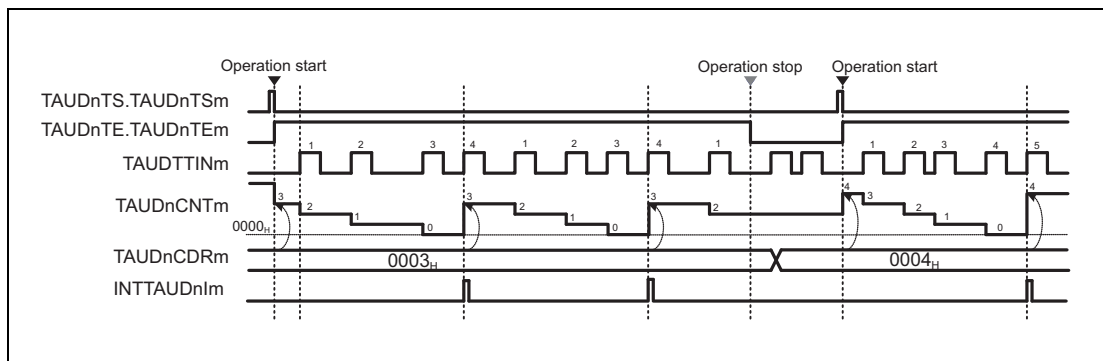 Operation start Operation stop Operation start
TAUDnTS.TAUDnTSm
TAUDnTE.TAUDnTEm
TAUDTTINm 1 2 3 4 1 2 3 4 1 1 2 3 4 5
TAUDnCNTm 3 2 1 0 3 2 1 0 3 2 4 3 2 1 0 4
0000H
TAUDnCDRm 0003H 0004H
INTTAUDnIm